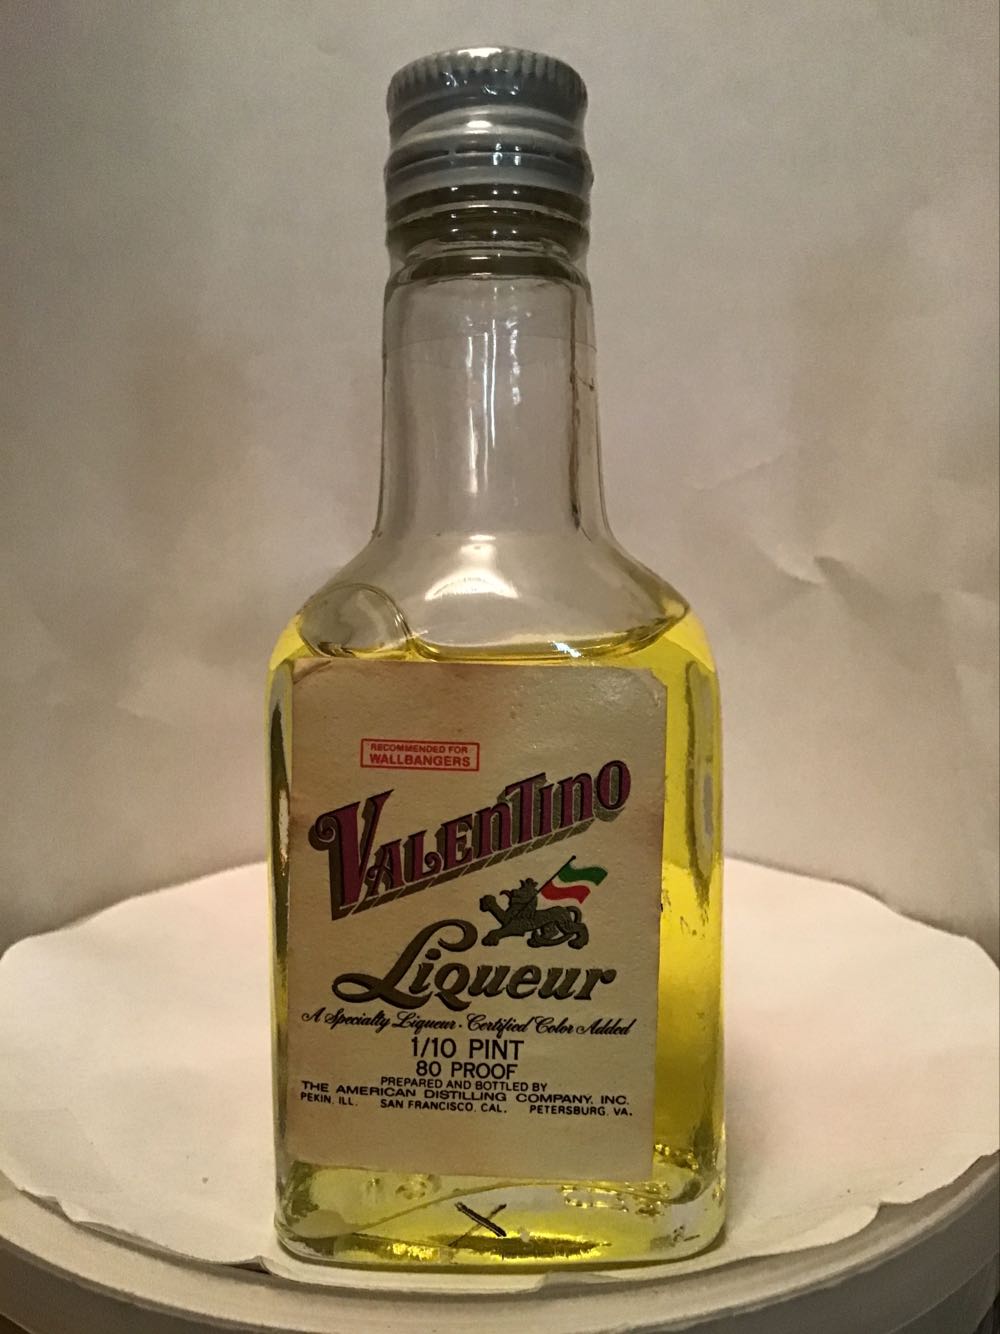 RECOMMENDED FOR
WALLBANGERS
VALENTINO
LIQUEUR
A Specialty Liqueur · Certified Color Added
1/10 PINT
80 PROOF
PREPARED AND BOTTLED BY
THE AMERICAN DISTILLING COMPANY, INC.
PEKIN, ILL. SAN FRANCISCO, CAL. PETERSBURG, VA.
X